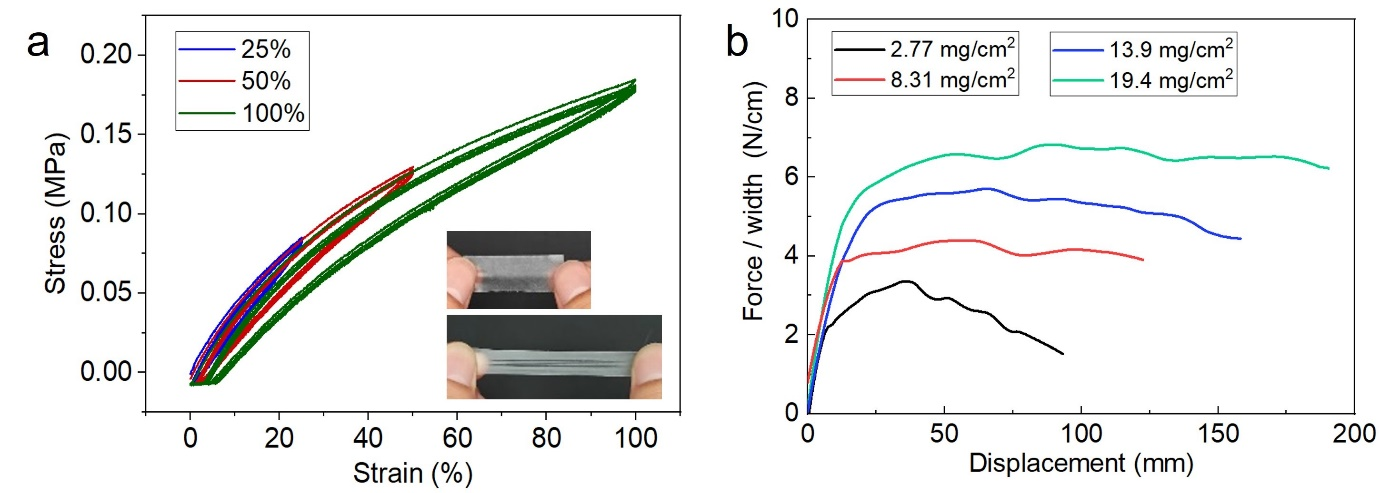 a
25%
50%
100%
0.20
0.15
0.10
0.05
0.00
Stress (MPa)
0 20 40 60 80 100
Strain (%)
b
2.77 mg/cm²
8.31 mg/cm²
13.9 mg/cm²
19.4 mg/cm²
10
8
6
4
2
0
Force / width (N/cm)
0 50 100 150 200
Displacement (mm)